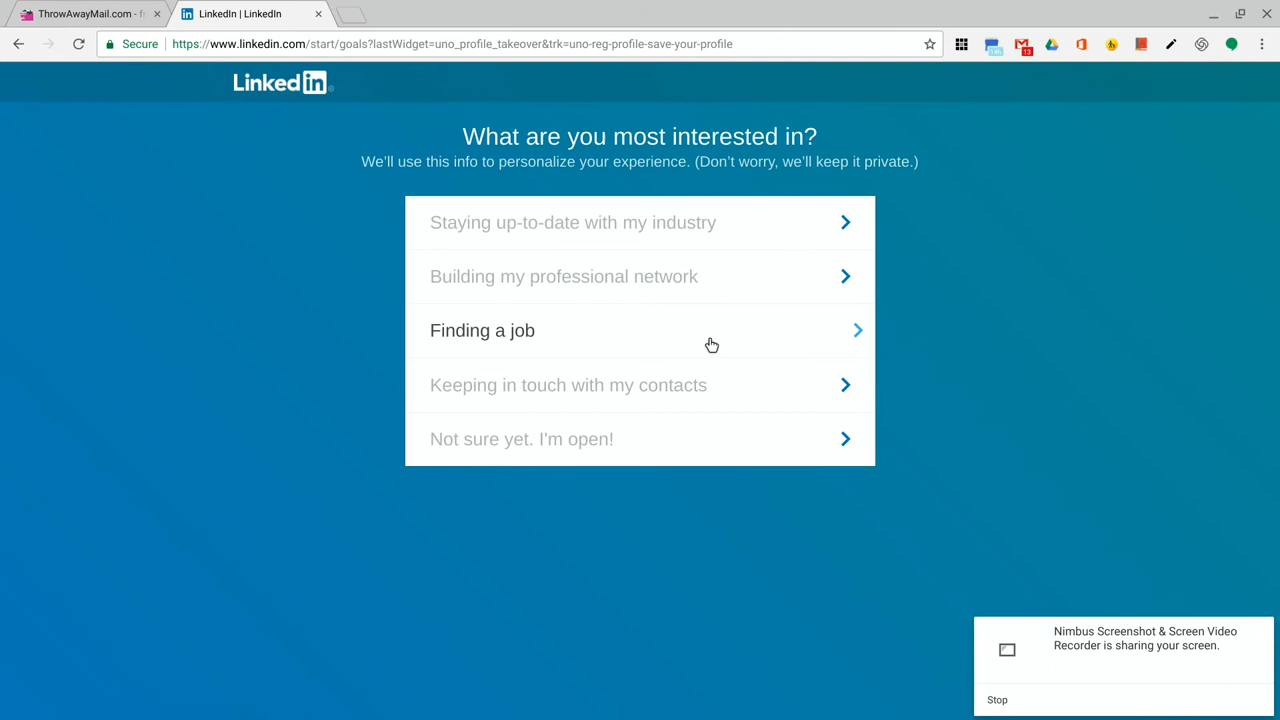 ThrowAwayMail.com - fr
LinkedIn | LinkedIn
Secure
https://www.linkedin.com/start/goals?lastWidget=uno_profile_takeover&trk=uno-reg-profile-save-your-profile
13
Linked in
What are you most interested in?
We'll use this info to personalize your experience. (Don't worry, we'll keep it private.)
Staying up-to-date with my industry
Building my professional network
Finding a job
Keeping in touch with my contacts
Not sure yet. I'm open!
Nimbus Screenshot & Screen Video
Recorder is sharing your screen.
Stop